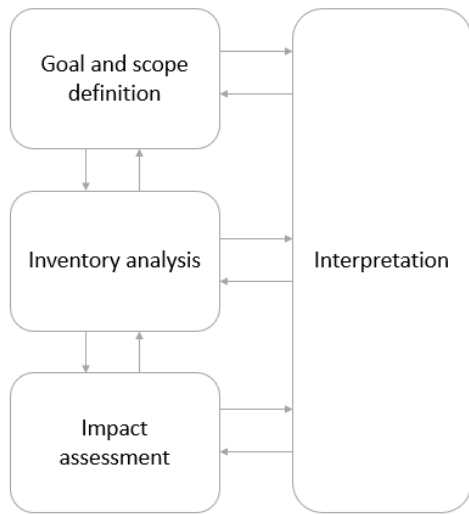 Goal and scope
definition
Inventory analysis
Interpretation
Impact
assessment